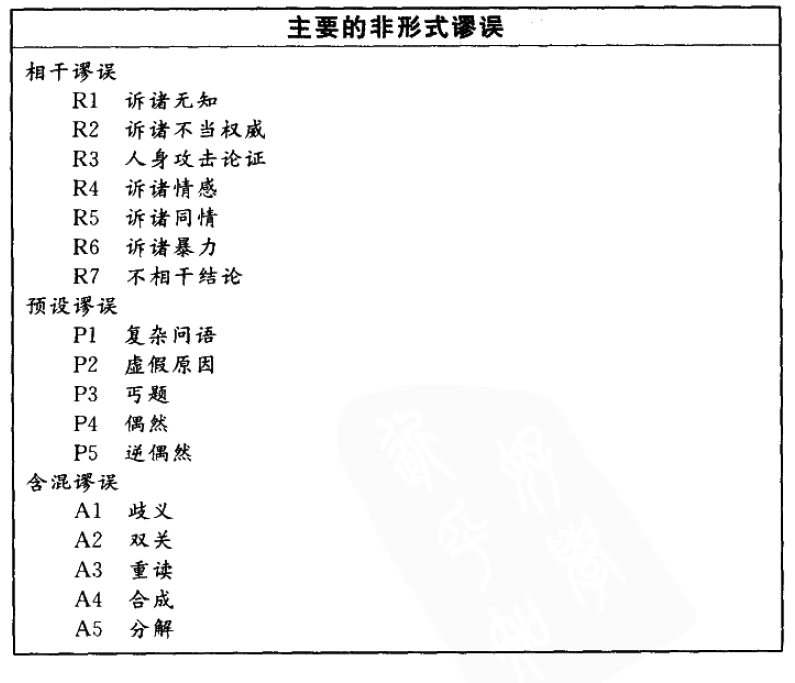 主要的非形式谬误
相干谬误
R1 诉诸无知
R2 诉诸不当权威
R3 人身攻击论证
R4 诉诸情感
R5 诉诸同情
R6 诉诸暴力
R7 不相干结论
预设谬误
P1 复杂问语
P2 虚假原因
P3 丐题
P4 偶然
P5 逆偶然
含混谬误
A1 歧义
A2 双关
A3 重读
A4 合成
A5 分解